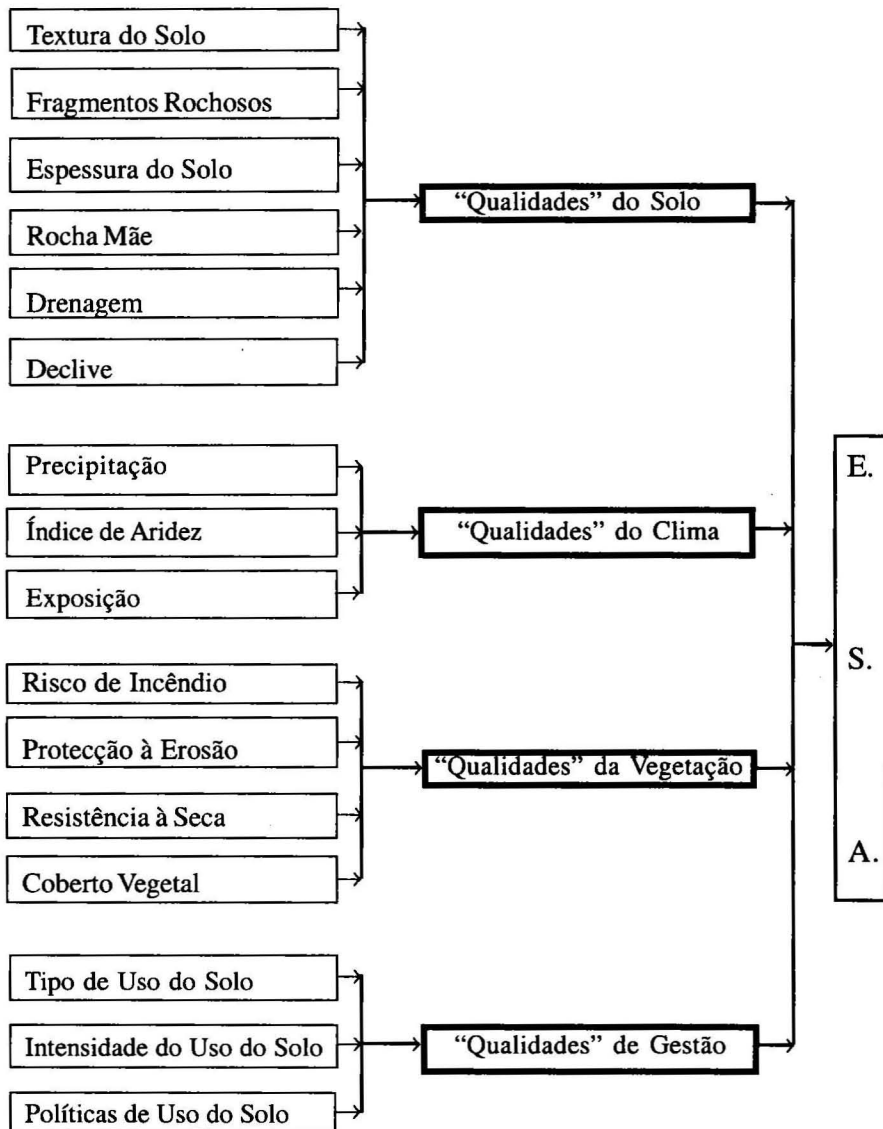 Textura do Solo
Fragmentos Rochosos
Espessura do Solo
Rocha Mãe
Drenagem
Declive
“Qualidades” do Solo
Precipitação
Índice de Aridez
Exposição
“Qualidades” do Clima
Risco de Incêndio
Protecção à Erosão
Resistência à Seca
Coberto Vegetal
“Qualidades” da Vegetação
Tipo de Uso do Solo
Intensidade do Uso do Solo
Políticas de Uso do Solo
“Qualidades” de Gestão
E.
S.
A.